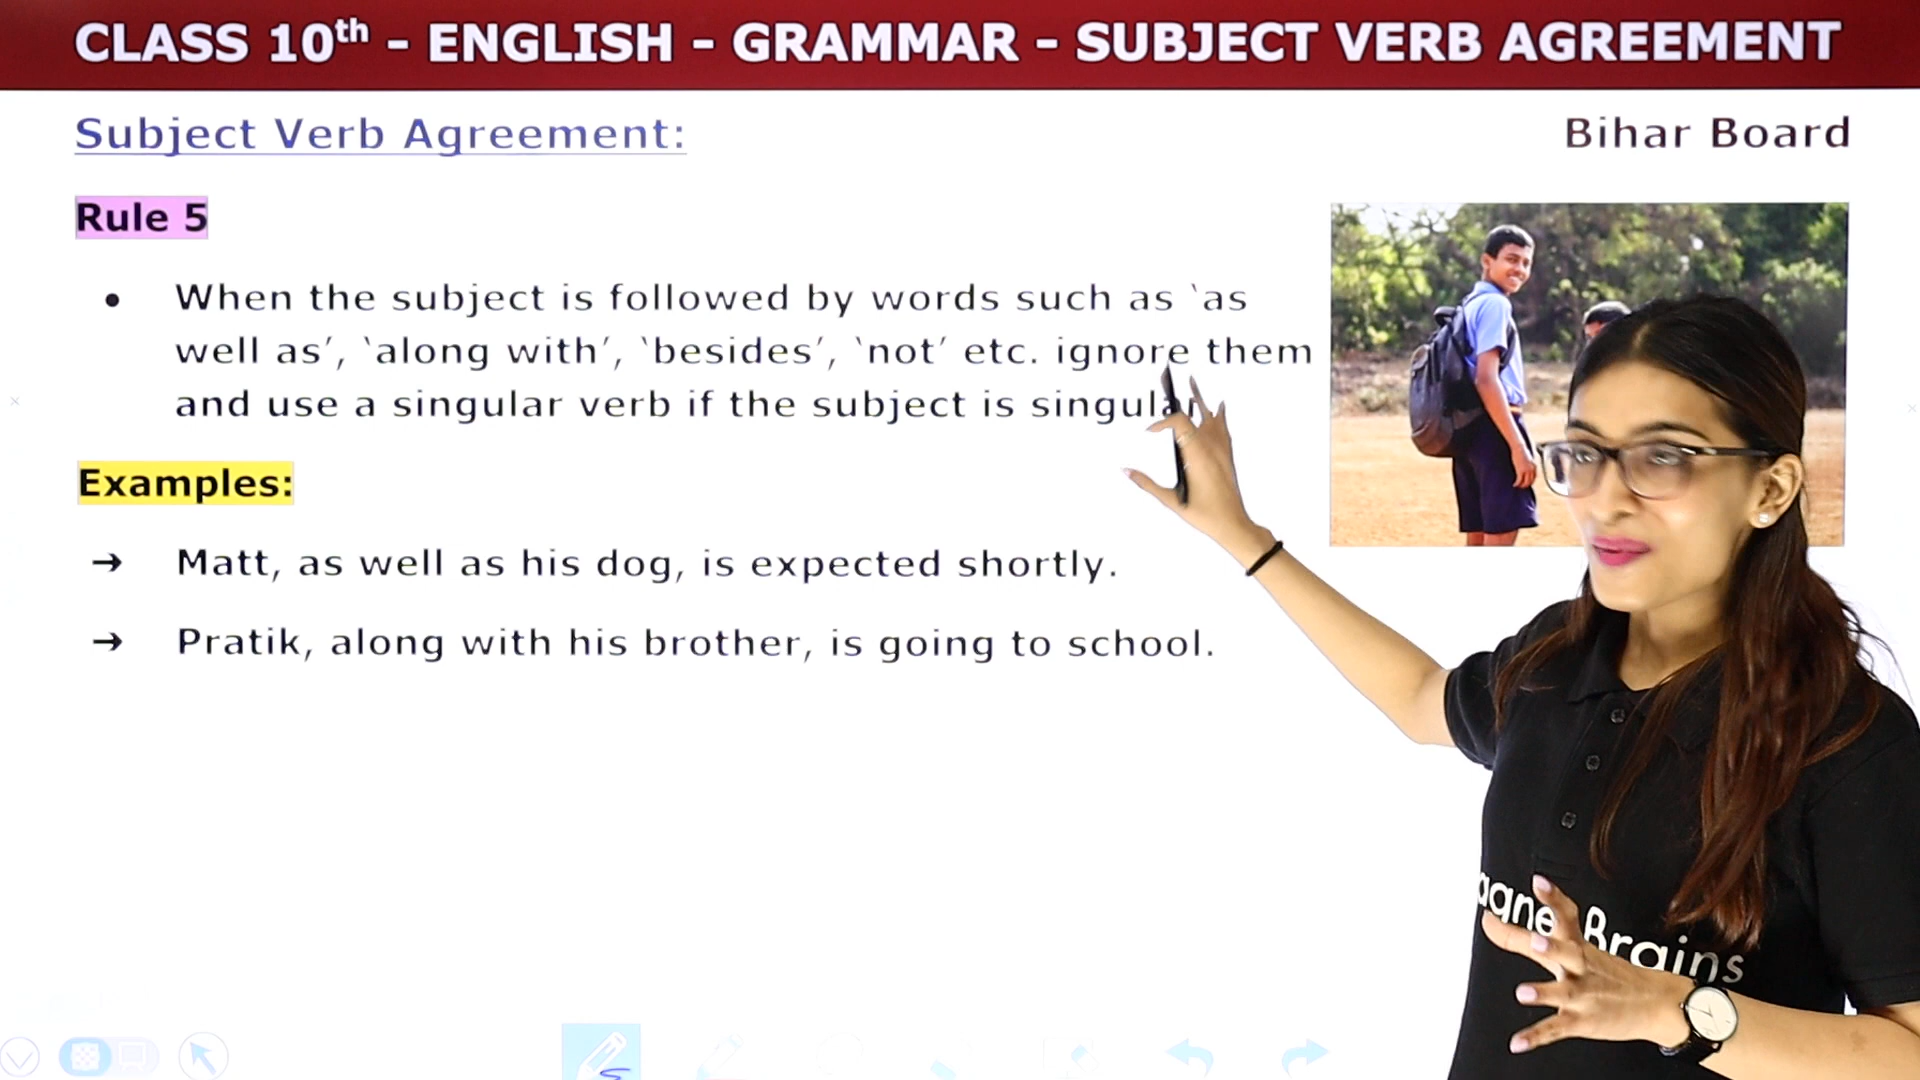 CLASS 10th - ENGLISH - GRAMMAR - SUBJECT VERB AGREEMENT
Subject Verb Agreement:
Bihar Board
Rule 5
• When the subject is followed by words such as ‘as
well as’, ‘along with’, ‘besides’, ‘not’ etc. ignore them
and use a singular verb if the subject is singular
Examples:
→ Matt, as well as his dog, is expected shortly.
→ Pratik, along with his brother, is going to school.
Brains